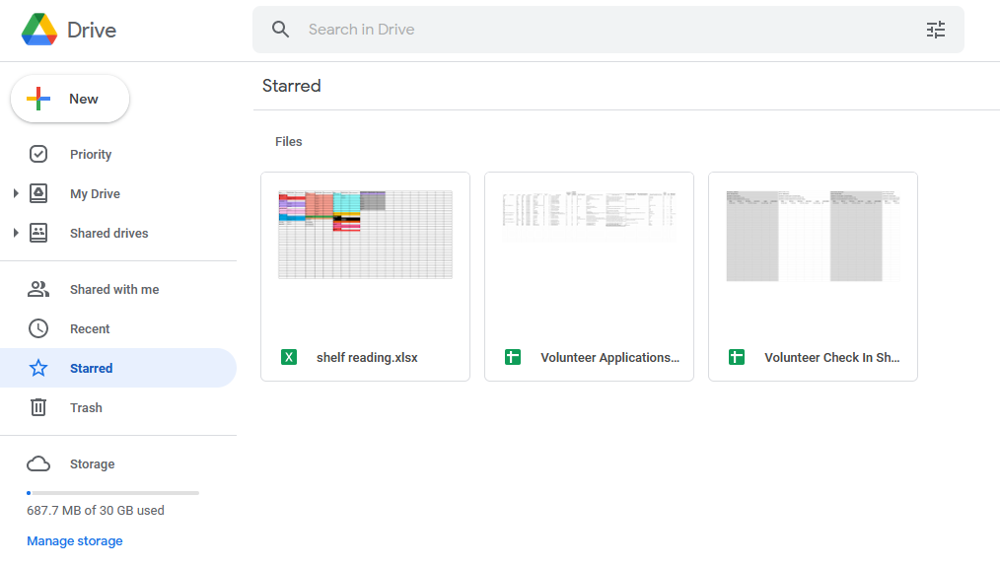 Drive
Search in Drive
New
Priority
My Drive
Shared drives
Shared with me
Recent
Starred
Trash
Storage
687.7 MB of 30 GB used
Manage storage
Starred
Files
shelf reading.xlsx
Volunteer Applications...
Volunteer Check In Sh...